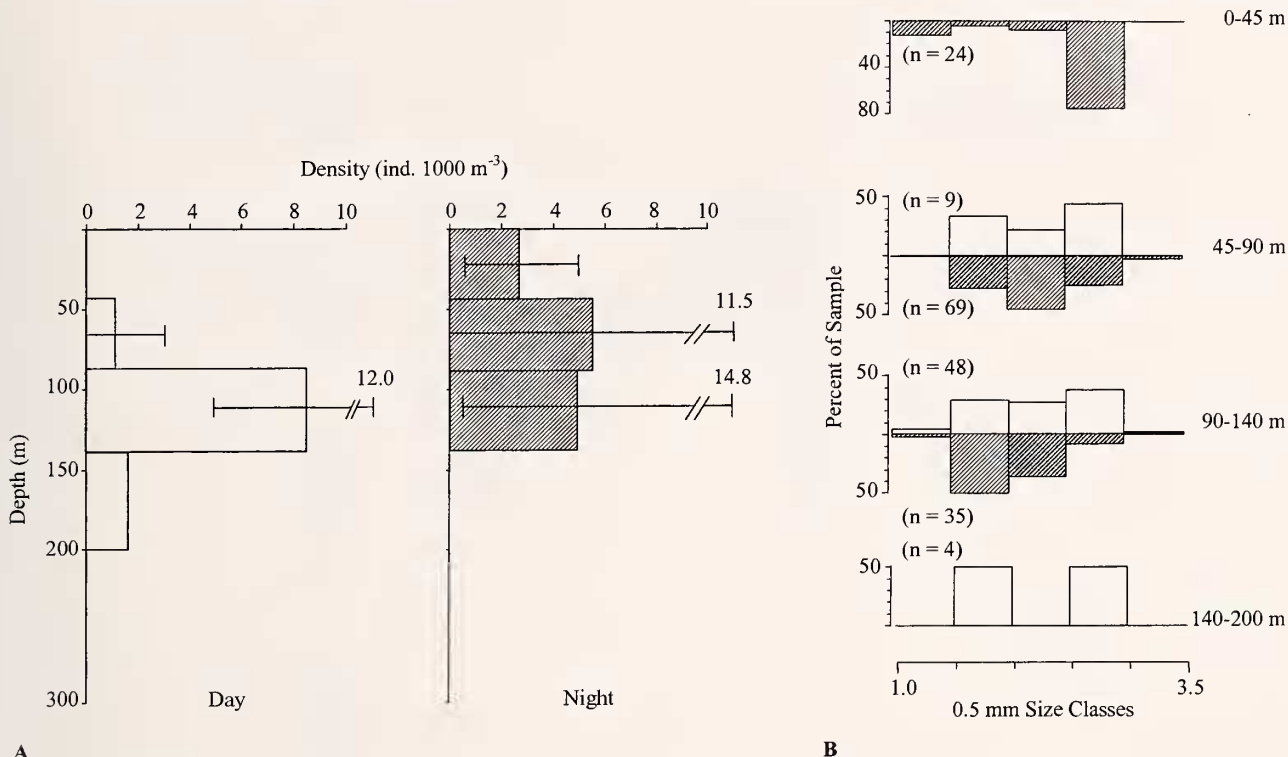 Density (ind. 1000 m-3)
0 2 4 6 8 10
0 2 4 6 8 10
50
100
150
200
300
Depth (m)
12.0
11.5
14.8
Day
Night
A
0-45 m
40
80
(n = 24)
50
50
(n = 9)
(n = 69)
45-90 m
Percent of Sample
50
50
(n = 48)
(n = 35)
90-140 m
50
(n = 4)
140-200 m
1.0 3.5
0.5 mm Size Classes
B